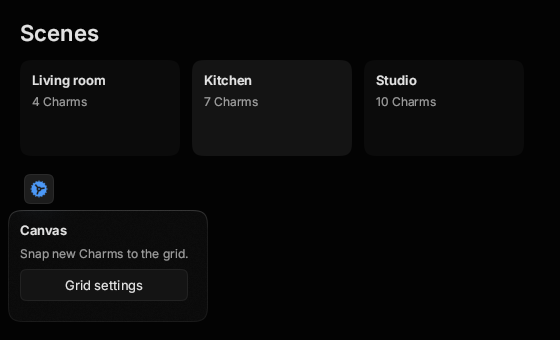 Scenes
Living room
4 Charms
Kitchen
7 Charms
Studio
10 Charms
Canvas
Snap new Charms to the grid.
Grid settings